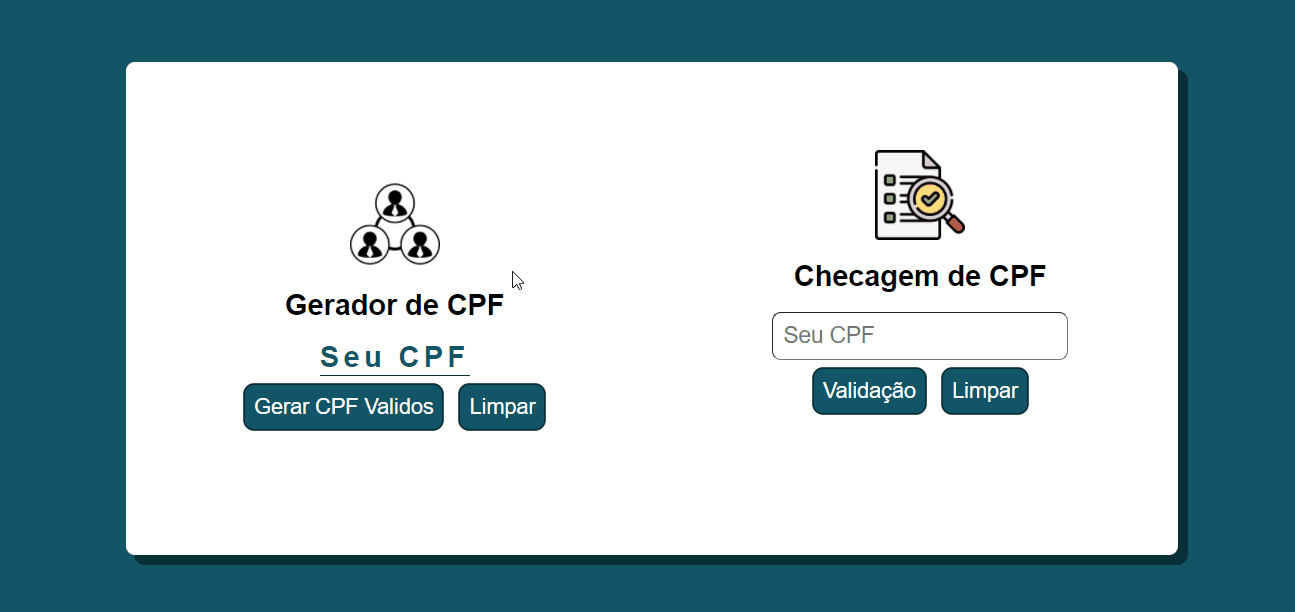 Gerador de CPF
Seu CPF
Gerar CPF Validos Limpar
Checagem de CPF
Seu CPF
Validação Limpar